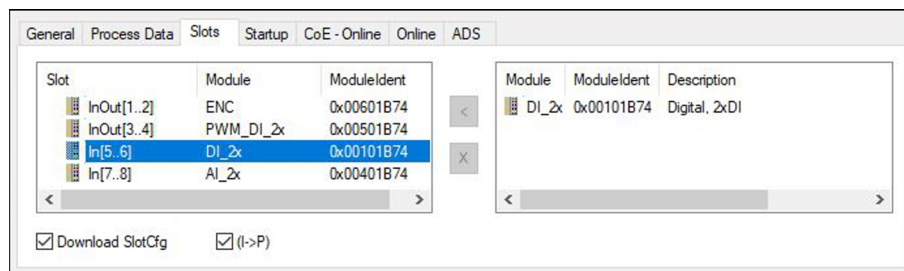 General Process Data Slots Startup CoE - Online Online ADS
Slot Module ModuleIdent
InOut[1..2] ENC 0x00601B74
InOut[3..4] PWM_DI_2x 0x00501B74
In[5..6] DI_2x 0x00101B74
In[7..8] AI_2x 0x00401B74
<
X
Module ModuleIdent Description
DI_2x 0x00101B74 Digital, 2xDI
Download SlotCfg (I->P)